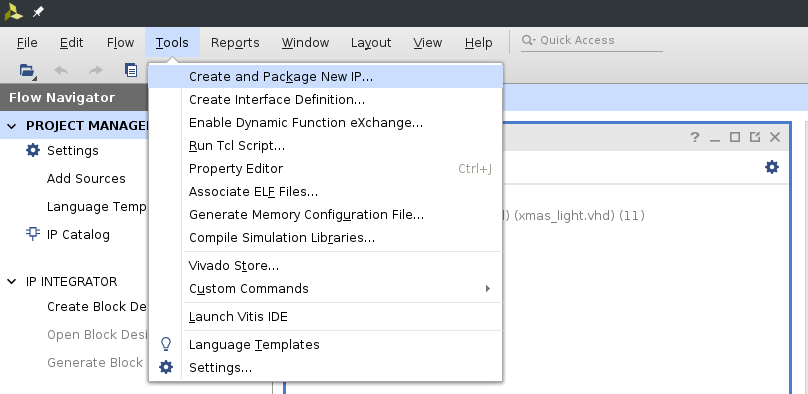 File Edit Flow Tools Reports Window Layout View Help Quick Access
Flow Navigator
PROJECT MANAGE
Settings
Add Sources
Language Temp
IP Catalog
IP INTEGRATOR
Create Block De
Open Block Desi
Generate Block
Create and Package New IP...
Create Interface Definition...
Enable Dynamic Function eXchange...
Run Tcl Script...
Property Editor Ctrl+J
Associate ELF Files...
Generate Memory Configuration File...
Compile Simulation Libraries...
Vivado Store...
Custom Commands
Launch Vitis IDE
Language Templates
Settings...
?
) (xmas_light.vhd) (11)